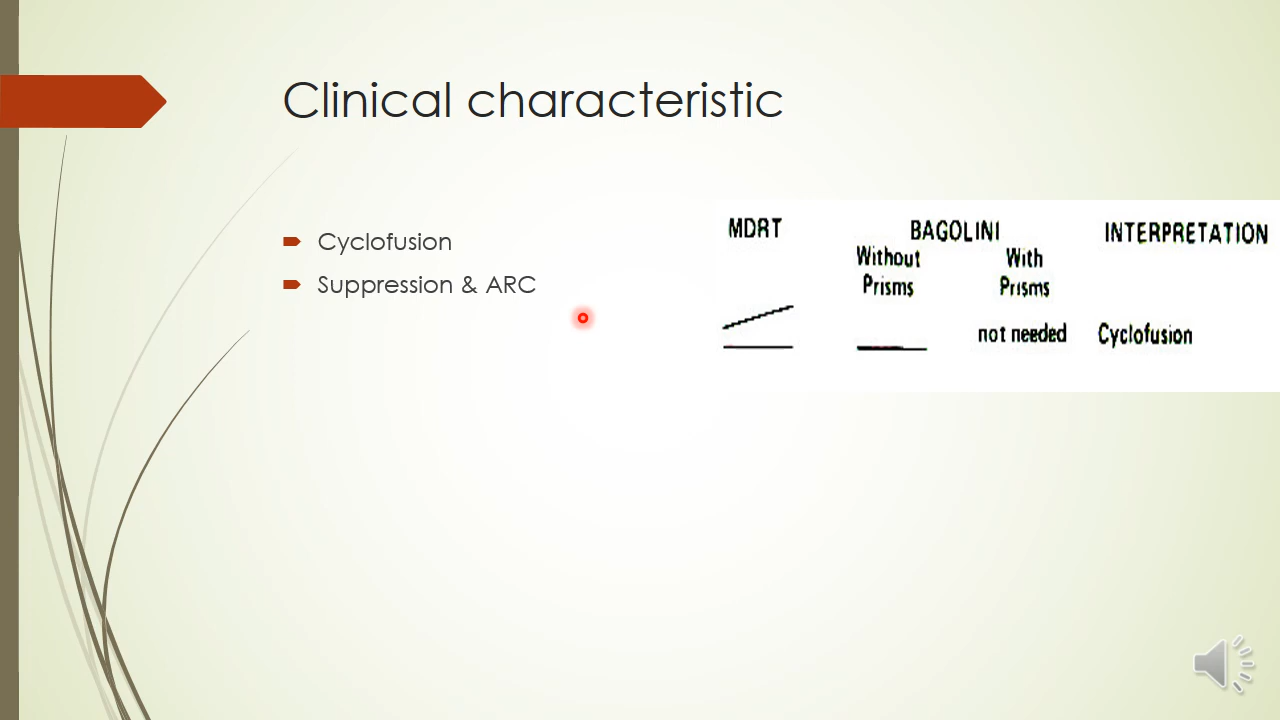 Clinical characteristic
Cyclofusion
Suppression & ARC
MDRT BAGOLINI INTERPRETATION
Without Prisms With Prisms
not needed Cyclofusion